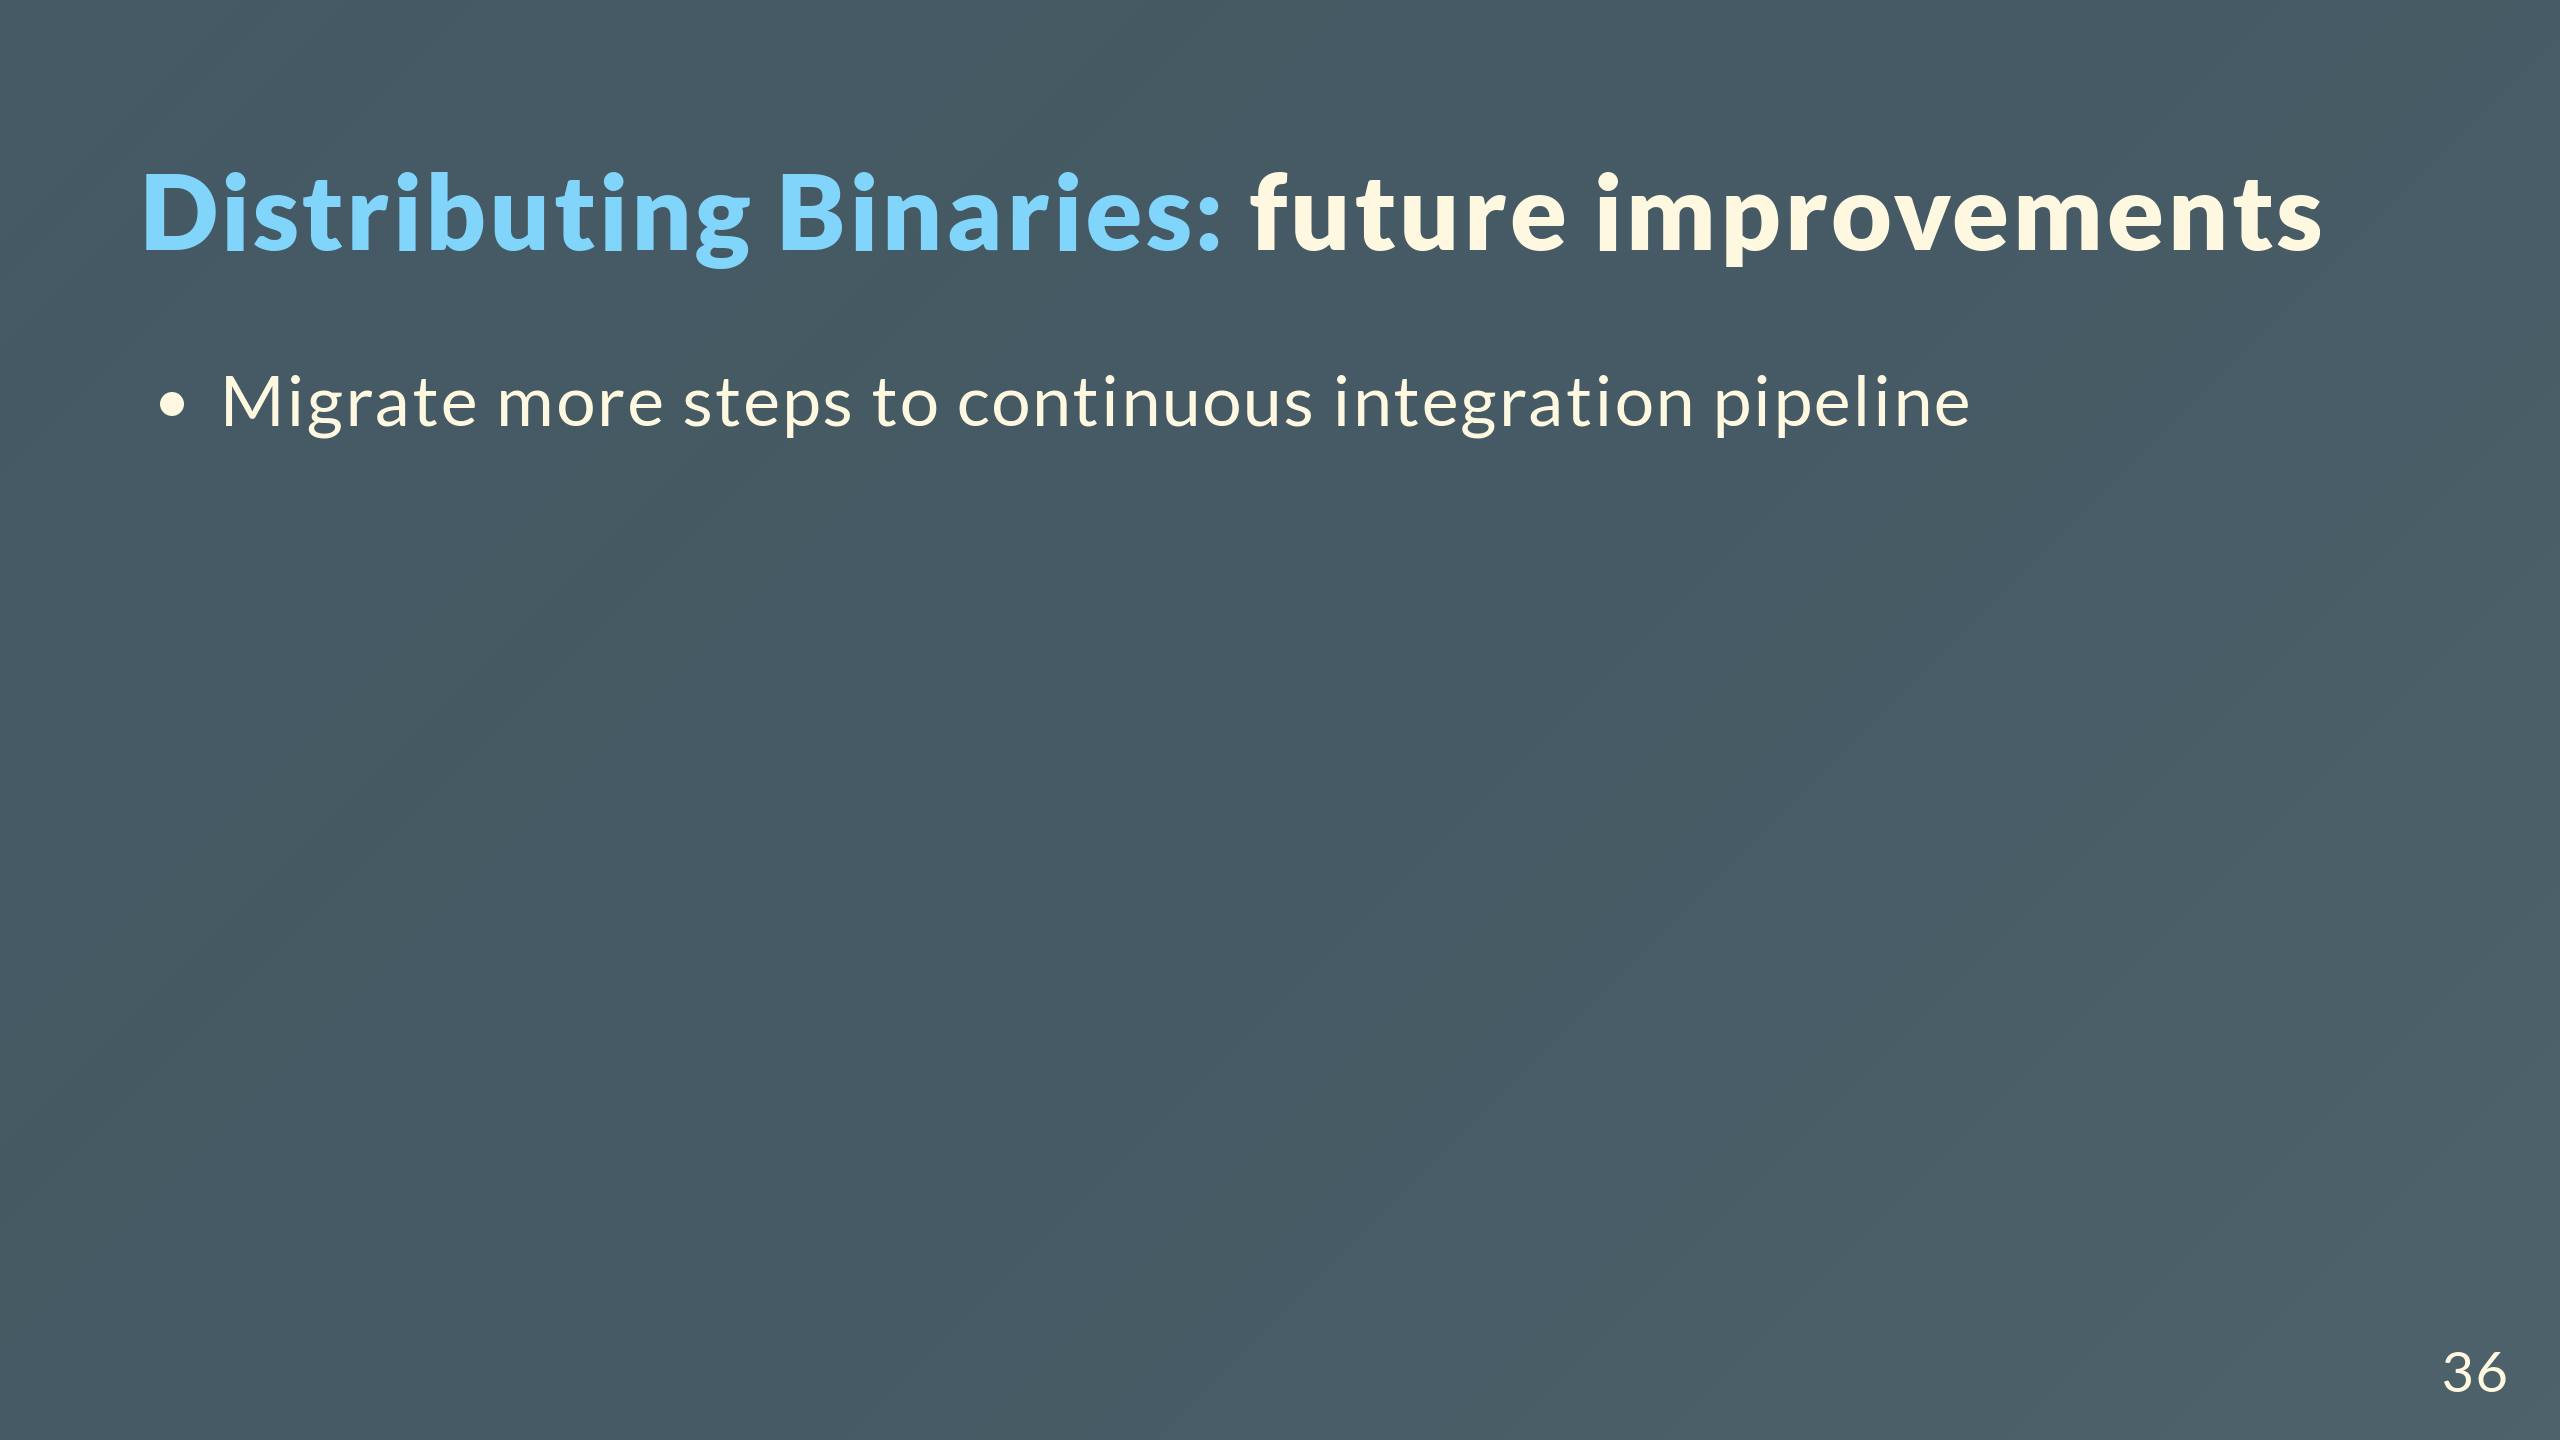 Distributing Binaries: future improvements
• Migrate more steps to continuous integration pipeline
36